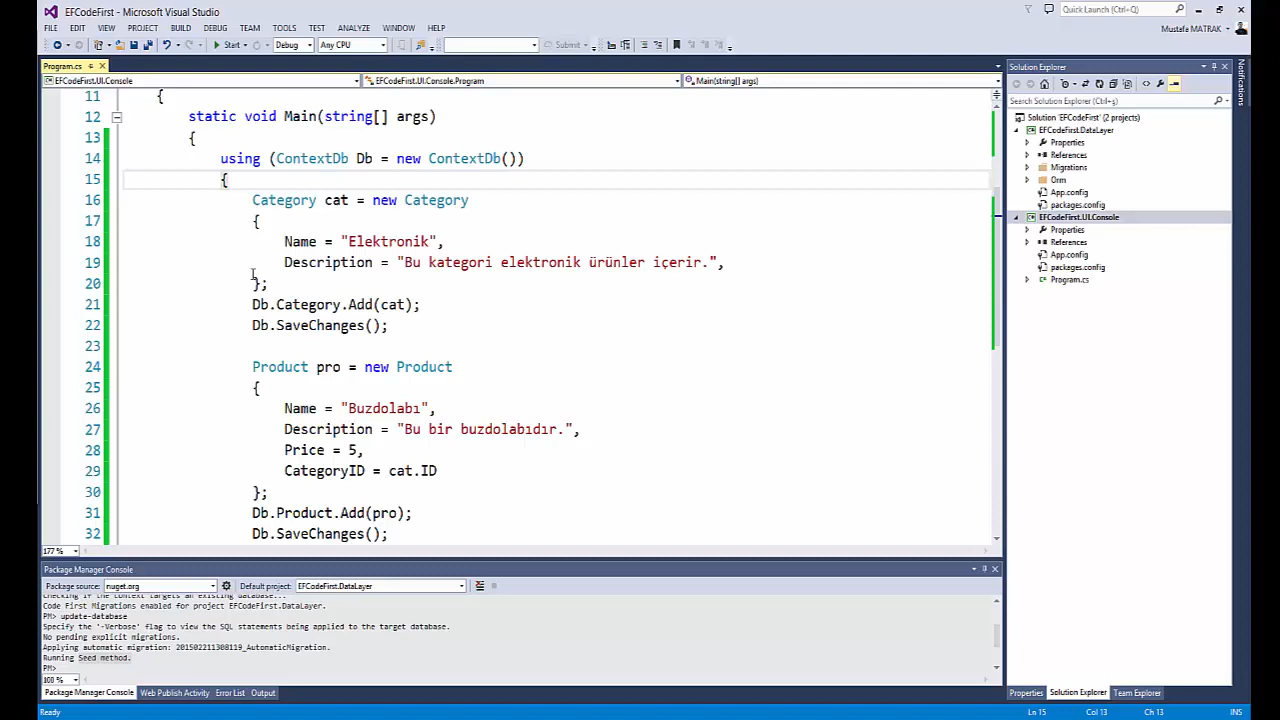 EFCodeFirst - Microsoft Visual Studio
Quick Launch (Ctrl+Q)
FILE EDIT VIEW PROJECT BUILD DEBUG TEAM TOOLS TEST ANALYZE WINDOW HELP
Mustafa MATRAK
Start Debug Any CPU Submit
Program.cs
EFCodeFirst.UI.Console EFCodeFirst.UI.Console.Program Main(string[] args)
11 {
12 static void Main(string[] args)
13 {
14 using (ContextDb Db = new ContextDb())
15 {
16 Category cat = new Category
17 {
18 Name = "Elektronik",
19 Description = "Bu kategori elektronik ürünler içerir.",
20 };
21 Db.Category.Add(cat);
22 Db.SaveChanges();
23
24 Product pro = new Product
25 {
26 Name = "Buzdolabı",
27 Description = "Bu bir buzdolabıdır.",
28 Price = 5,
29 CategoryID = cat.ID
30 };
31 Db.Product.Add(pro);
32 Db.SaveChanges();
177 %
Solution Explorer
Search Solution Explorer (Ctrl+ş)
Solution 'EFCodeFirst' (2 projects)
EFCodeFirst.DataLayer
Properties
References
Migrations
Orm
App.config
packages.config
EFCodeFirst.UI.Console
Properties
References
App.config
packages.config
Program.cs
Notifications
Package Manager Console
Package source: nuget.org Default project: EFCodeFirst.DataLayer
Checking if the context targets an existing database...
Code First Migrations enabled for project EFCodeFirst.DataLayer.
PM> update-database
Specify the '-Verbose' flag to view the SQL statements being applied to the target database.
No pending explicit migrations.
Applying automatic migration: 201502211308119_AutomaticMigration.
Running Seed method.
PM>
100 %
Package Manager Console Web Publish Activity Error List Output
Properties Solution Explorer Team Explorer
Ready Ln 15 Col 13 Ch 13 INS